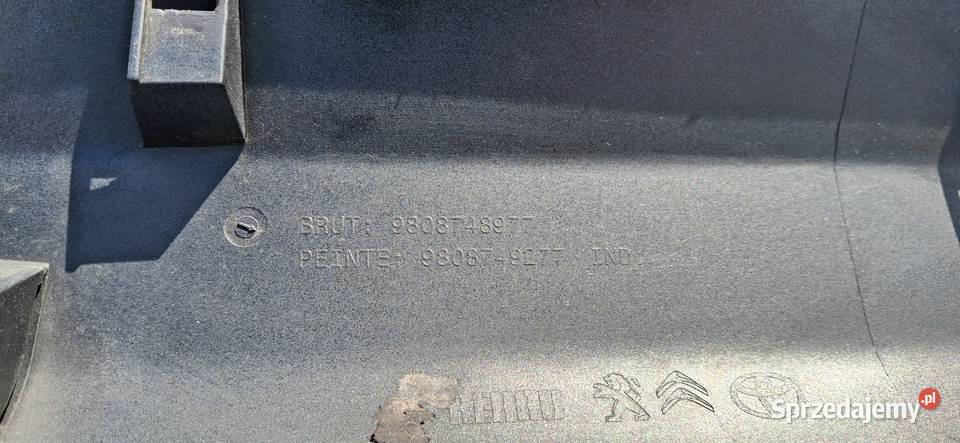 BRUT: 9808748977
PEINTE: 9808749277 IND
Sprzedajemy.pl